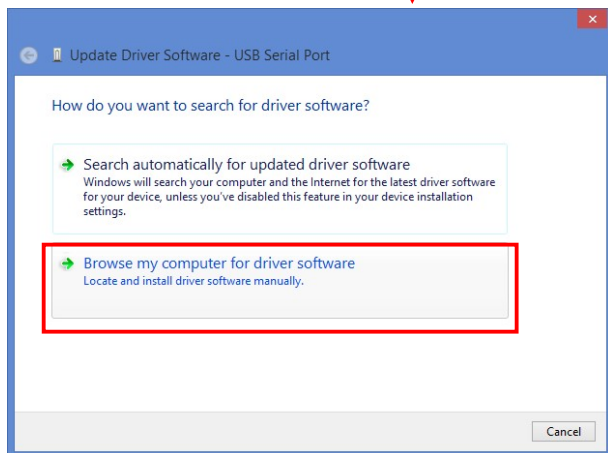 Update Driver Software - USB Serial Port
How do you want to search for driver software?
Search automatically for updated driver software
Windows will search your computer and the Internet for the latest driver software
for your device, unless you've disabled this feature in your device installation
settings.
Browse my computer for driver software
Locate and install driver software manually.
Cancel